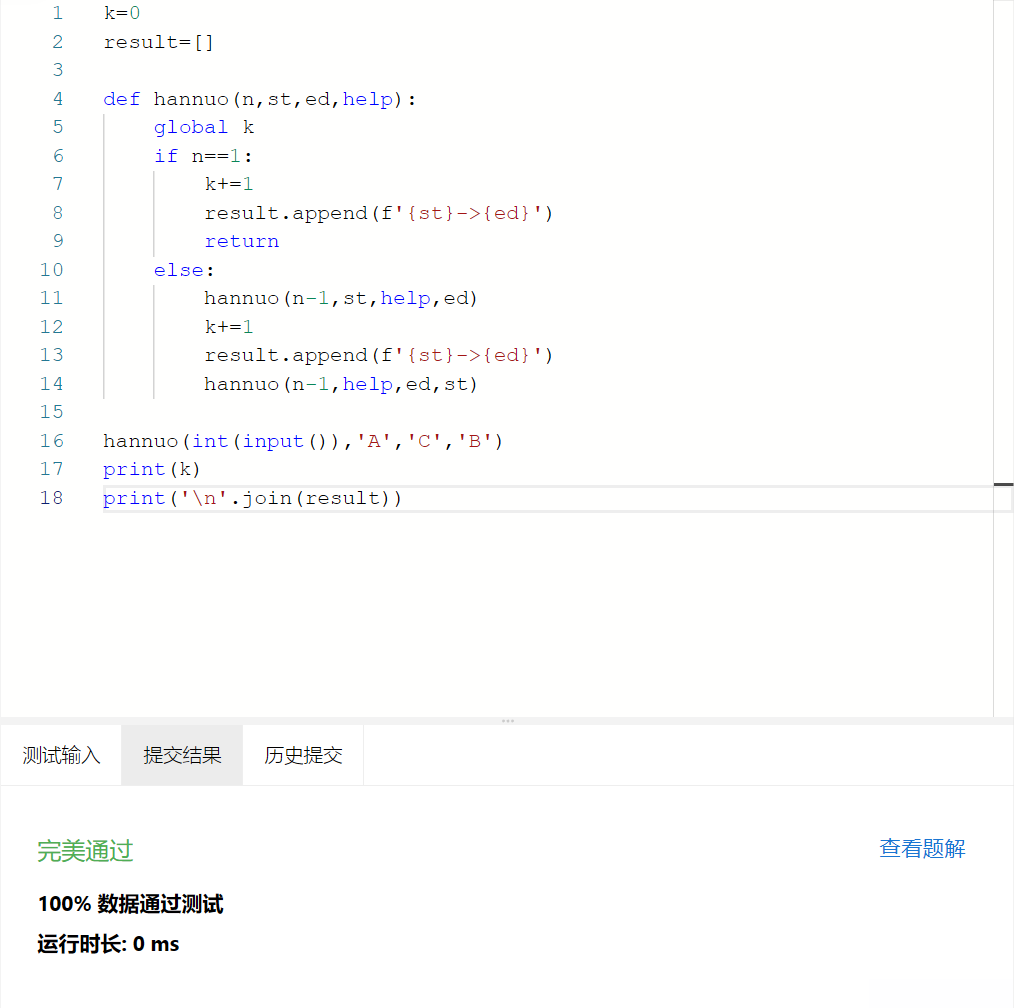 1 k=0
2 result=[]
3
4 def hannuo(n,st,ed,help):
5 global k
6 if n==1:
7 k+=1
8 result.append(f'{st}->{ed}')
9 return
10 else:
11 hannuo(n-1,st,help,ed)
12 k+=1
13 result.append(f'{st}->{ed}')
14 hannuo(n-1,help,ed,st)
15
16 hannuo(int(input()),'A','C','B')
17 print(k)
18 print('\n'.join(result))
测试输入 提交结果 历史提交
完美通过 查看题解
100% 数据通过测试
运行时长: 0 ms